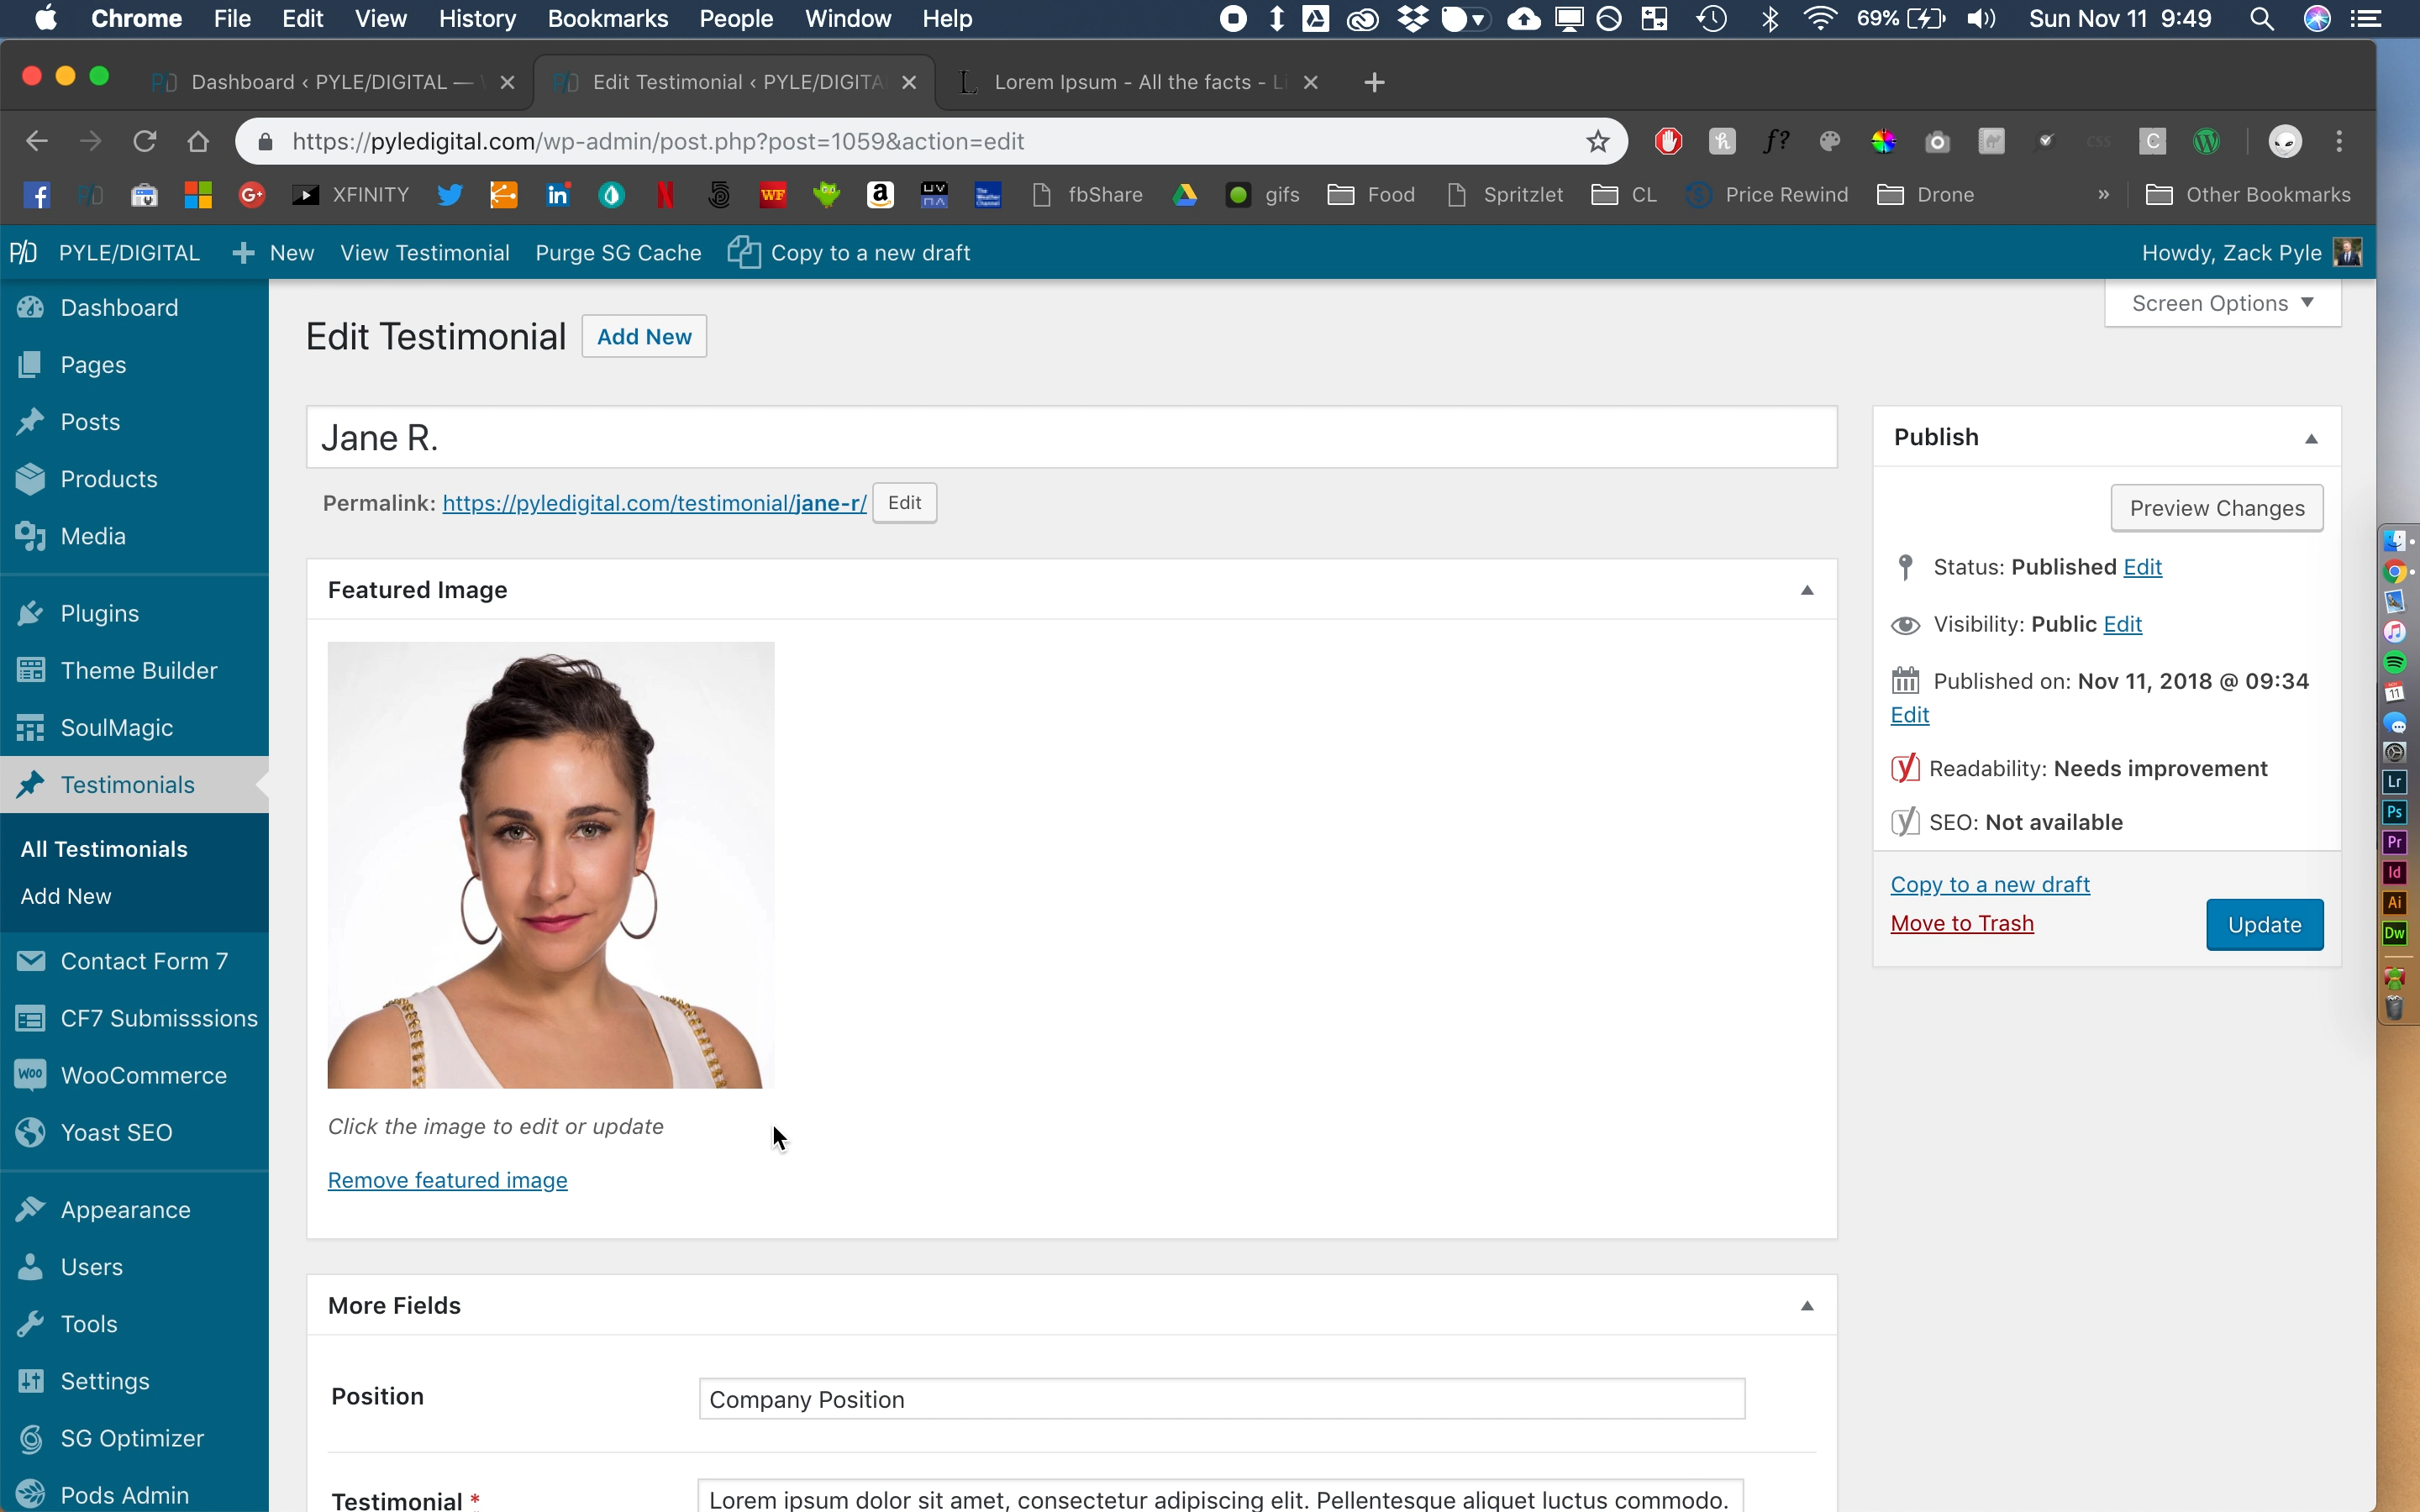 Chrome File Edit View History Bookmarks People Window Help 69% Sun Nov 11 9:49
Dashboard ‹ PYLE/DIGITAL — Edit Testimonial ‹ PYLE/DIGITA Lorem Ipsum - All the facts - Li
https://pyledigital.com/wp-admin/post.php?post=1059&action=edit
XFINITY fbShare gifs Food Spritzlet CL Price Rewind Drone » Other Bookmarks
PYLE/DIGITAL New View Testimonial Purge SG Cache Copy to a new draft Howdy, Zack Pyle
Screen Options
Dashboard
Pages
Posts
Products
Media
Plugins
Theme Builder
SoulMagic
Testimonials
All Testimonials
Add New
Contact Form 7
CF7 Submisssions
WooCommerce
Yoast SEO
Appearance
Users
Tools
Settings
SG Optimizer
Pods Admin
Edit Testimonial Add New
Jane R.
Permalink: https://pyledigital.com/testimonial/jane-r/ Edit
Featured Image
Click the image to edit or update
Remove featured image
More Fields
Position Company Position
Testimonial * Lorem ipsum dolor sit amet, consectetur adipiscing elit. Pellentesque aliquet luctus commodo.
Publish
Preview Changes
Status: Published Edit
Visibility: Public Edit
Published on: Nov 11, 2018 @ 09:34
Edit
Readability: Needs improvement
SEO: Not available
Copy to a new draft
Move to Trash
Update
Lr
Ps
Pr
Id
Ai
Dw